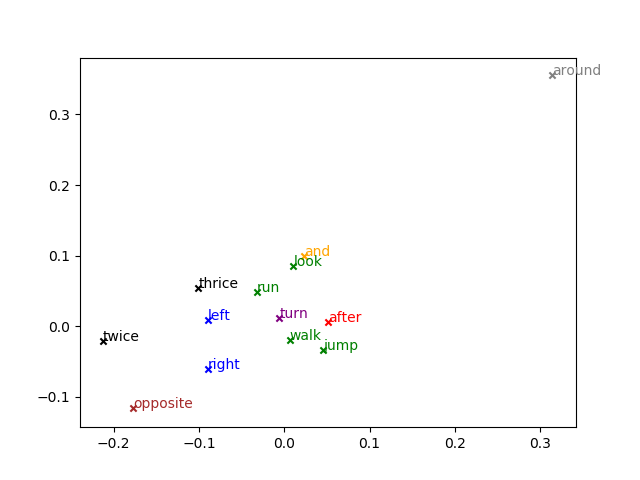 around
0.3
0.2
and
0.1
look
thrice
run
left
turn
after
0.0
twice
walk
jump
right
−0.1
opposite
−0.2
−0.1
0.0
0.1
0.2
0.3